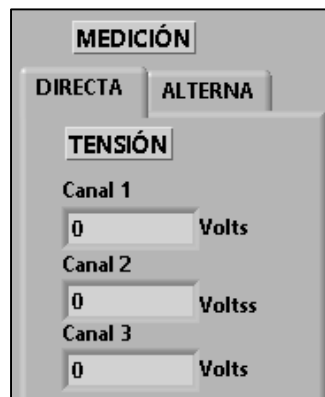 MEDICIÓN
DIRECTA ALTERNA
TENSIÓN
Canal 1
0 Volts
Canal 2
0 Voltss
Canal 3
0 Volts